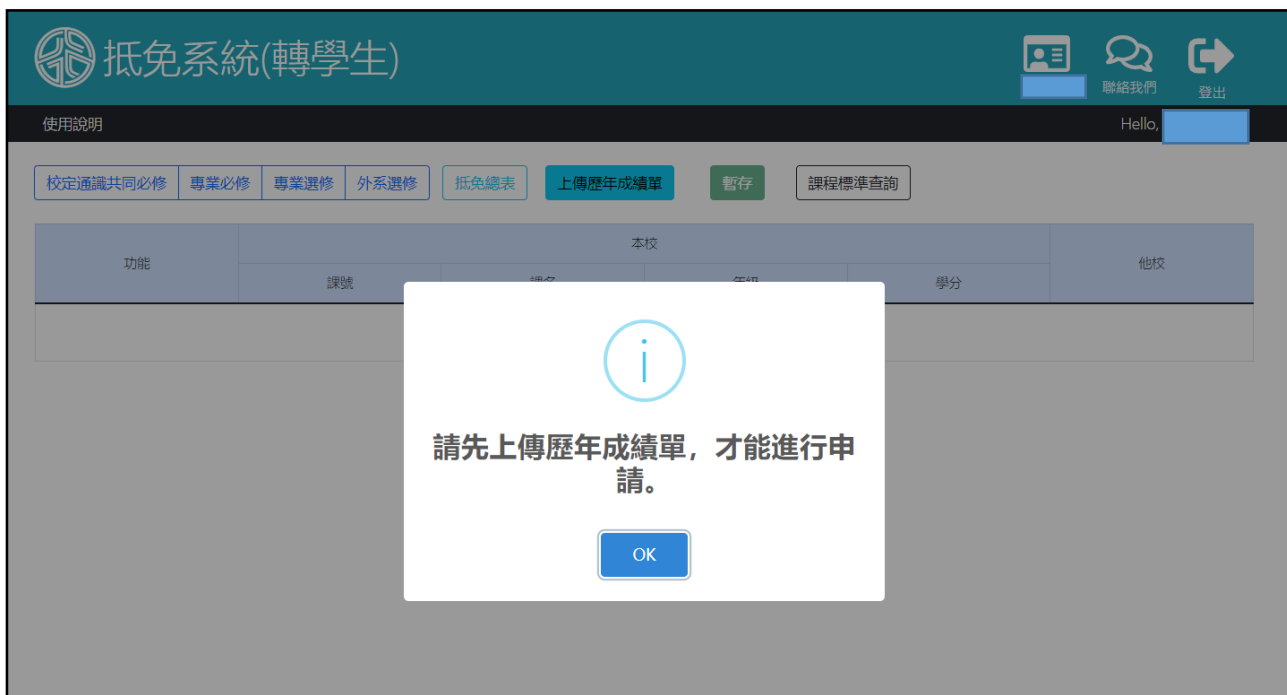 抵免系統(轉學生)
聯絡我們
登出
使用說明
Hello,
校定通識共同必修 專業必修 專業選修 外系選修 抵免總表 上傳歷年成績單 暫存 課程標準查詢
功能 本校 他校
課號 課名 年級 學分
i
請先上傳歷年成績單，才能進行申
請。
OK